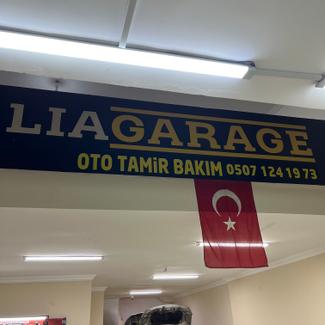 LIAGARAGE
OTO TAMİR BAKIM 0507 124 19 73